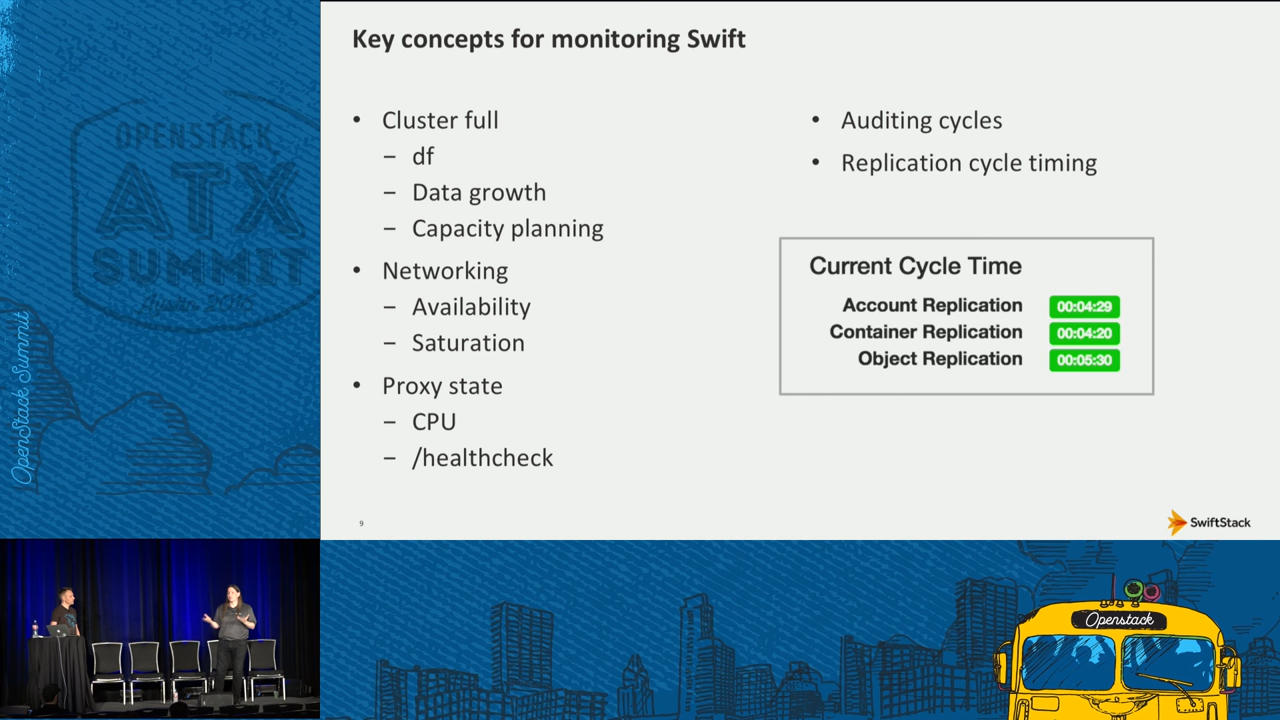 Key concepts for monitoring Swift
• Cluster full
– df
– Data growth
– Capacity planning
• Networking
– Availability
– Saturation
• Proxy state
– CPU
– /healthcheck
• Auditing cycles
• Replication cycle timing
Current Cycle Time
Account Replication 00:04:29
Container Replication 00:04:20
Object Replication 00:05:30
9
SwiftStack
OPENSTACK
ATX
SUMMIT
Austin 2016
OpenStack Summit
Openstack